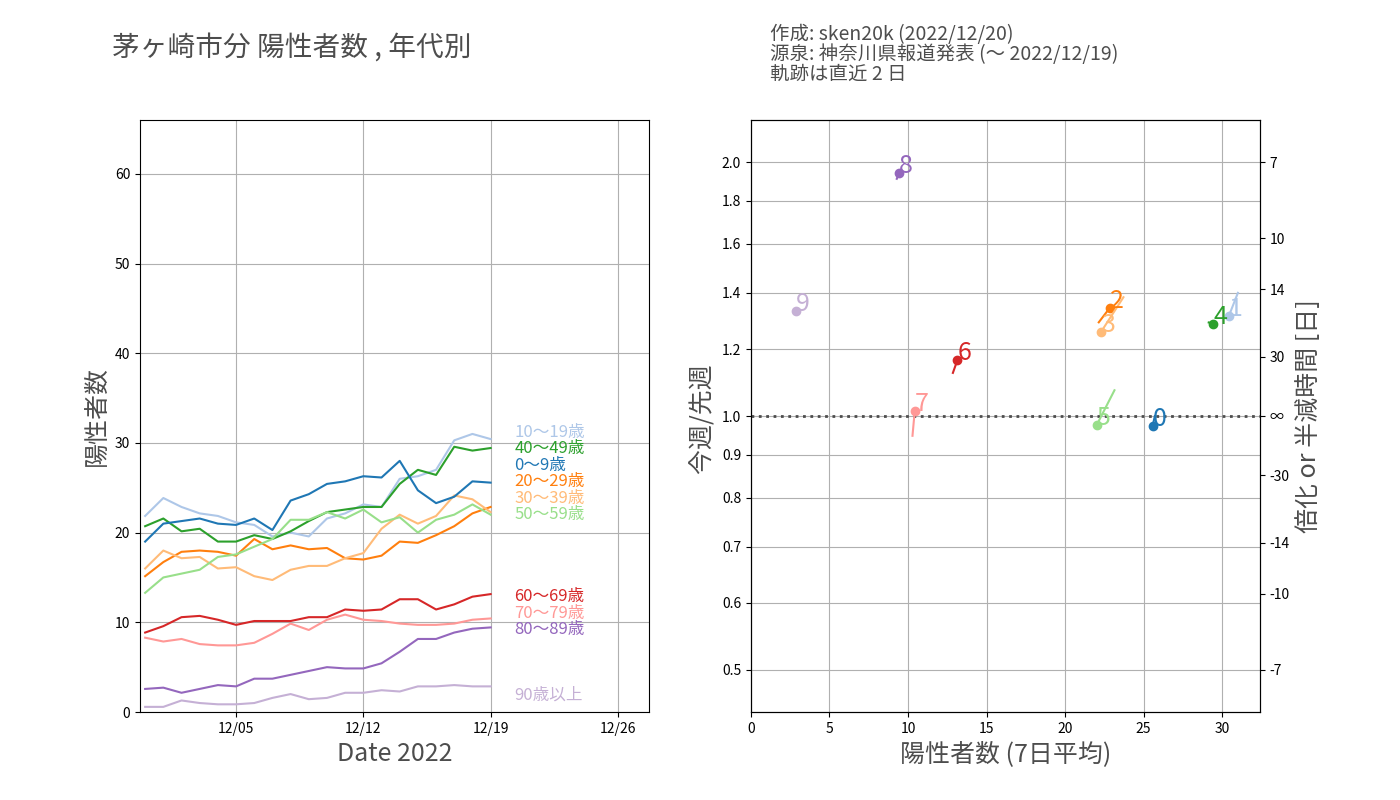 茅ヶ崎市分 陽性者数 , 年代別
作成: sken20k (2022/12/20)
源泉: 神奈川県報道発表 (〜 2022/12/19)
軌跡は直近 2 日
陽性者数
60
50
40
30
20
10
0
12/05
12/12
12/19
12/26
Date 2022
10〜19歳
40〜49歳
0〜9歳
20〜29歳
30〜39歳
50〜59歳
60〜69歳
70〜79歳
80〜89歳
90歳以上
今週/先週
2.0
1.8
1.6
1.4
1.2
1.0
0.9
0.8
0.7
0.6
0.5
8
9
2
3
4
1
6
7
5
0
0
5
10
15
20
25
30
陽性者数 (7日平均)
7
10
14
30
∞
-30
-14
-10
-7
倍化 or 半減時間 [日]